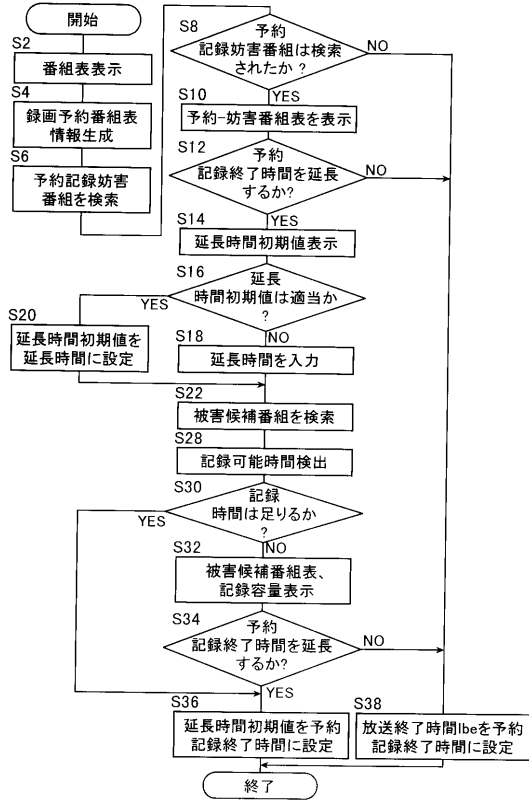 開始
S2
番組表表示
S4
録画予約番組表
情報生成
S6
予約記録妨害
番組を検索
S8
予約
記録妨害番組は検索
されたか？
NO
YES
S10
予約-妨害番組表を表示
S12
予約
記録終了時間を延長
するか?
NO
YES
S14
延長時間初期値表示
S16
延長
時間初期値は適当か
？
YES
NO
S20
延長時間初期値を
延長時間に設定
S18
延長時間を入力
S22
被害候補番組を検索
S28
記録可能時間検出
S30
記録
時間は足りるか
？
YES
NO
S32
被害候補番組表、
記録容量表示
S34
予約
記録終了時間を延長
するか?
NO
YES
S36
延長時間初期値を予約
記録終了時間に設定
S38
放送終了時間Ibeを予約
記録終了時間に設定
終了